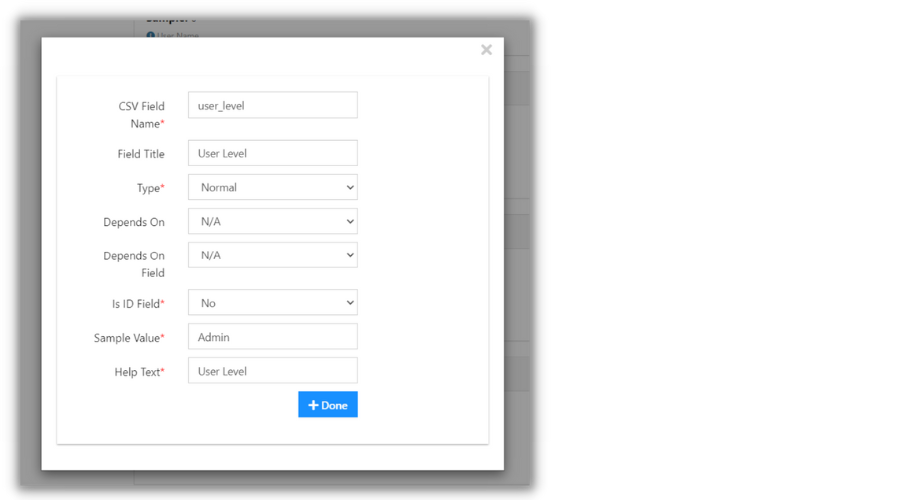 User Name
CSV Field
Name*
user_level
Field Title
User Level
Type*
Normal
Depends On
N/A
Depends On
Field
N/A
Is ID Field*
No
Sample Value*
Admin
Help Text*
User Level
Done